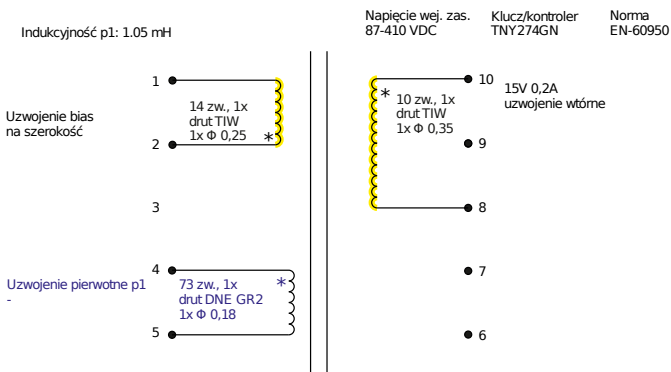 Indukcyjność p1: 1.05 mH
Napięcie wej. zas.
87-410 VDC
Klucz/kontroler
TNY274GN
Norma
EN-60950
1
14 zw., 1x
drut TIW
1x Φ 0,25
*
Uzwojenie bias
na szerokość
2
3
4
Uzwojenie pierwotne p1
-
73 zw., 1x
drut DNE GR2
1x Φ 0,18
*
5
*
10 zw., 1x
drut TIW
1x Φ 0,35
10
15V 0,2A
uzwojenie wtórne
9
8
7
6